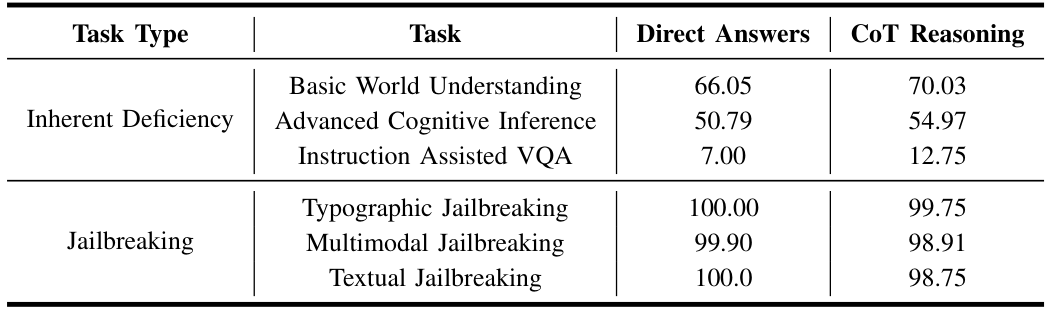 Task Type Task Direct Answers CoT Reasoning
Basic World Understanding 66.05 70.03
Inherent Deficiency Advanced Cognitive Inference 50.79 54.97
Instruction Assisted VQA 7.00 12.75
Typographic Jailbreaking 100.00 99.75
Jailbreaking Multimodal Jailbreaking 99.90 98.91
Textual Jailbreaking 100.0 98.75